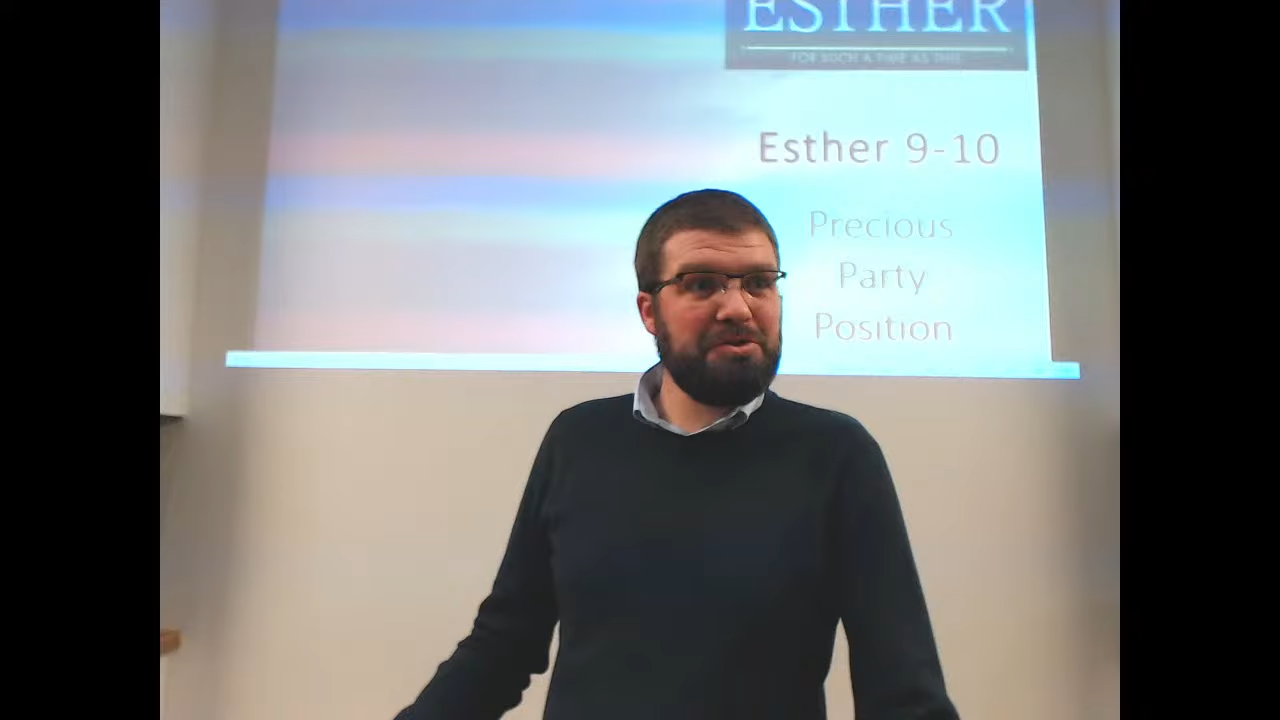 ESTHER
FOR SUCH A TIME AS THIS
Esther 9-10
Precious
Party
Position